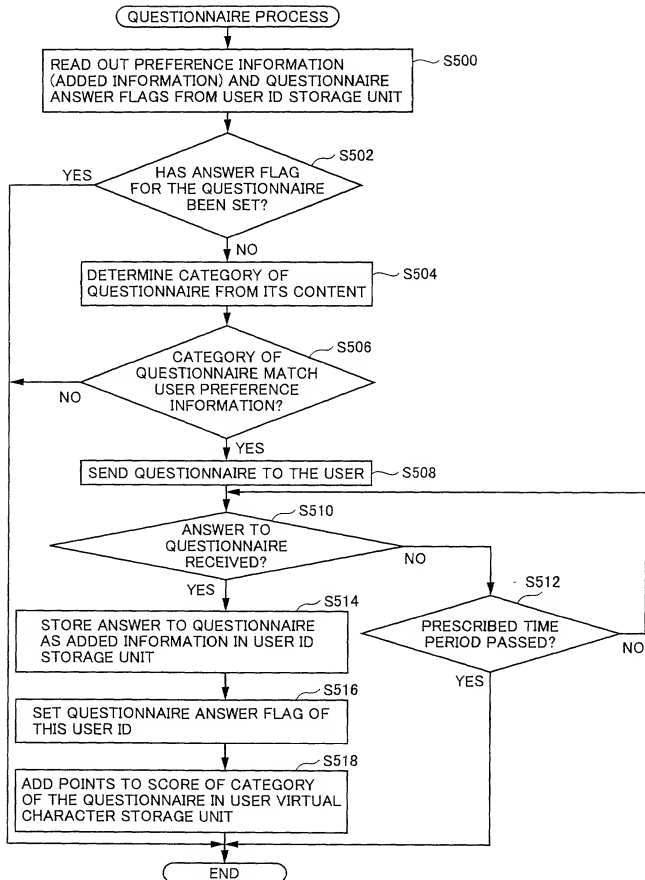 QUESTIONNAIRE PROCESS
READ OUT PREFERENCE INFORMATION
(ADDED INFORMATION) AND QUESTIONNAIRE
ANSWER FLAGS FROM USER ID STORAGE UNIT
S500
S502
YES
HAS ANSWER FLAG
FOR THE QUESTIONNAIRE
BEEN SET?
NO
DETERMINE CATEGORY OF
QUESTIONNAIRE FROM ITS CONTENT
S504
S506
CATEGORY OF
QUESTIONNAIRE MATCH
USER PREFERENCE
INFORMATION?
NO
YES
SEND QUESTIONNAIRE TO THE USER
S508
S510
ANSWER TO
QUESTIONNAIRE
RECEIVED?
NO
YES
S512
PRESCRIBED TIME
PERIOD PASSED?
NO
YES
S514
STORE ANSWER TO QUESTIONNAIRE
AS ADDED INFORMATION IN USER ID
STORAGE UNIT
S516
SET QUESTIONNAIRE ANSWER FLAG OF
THIS USER ID
S518
ADD POINTS TO SCORE OF CATEGORY
OF THE QUESTIONNAIRE IN USER VIRTUAL
CHARACTER STORAGE UNIT
END